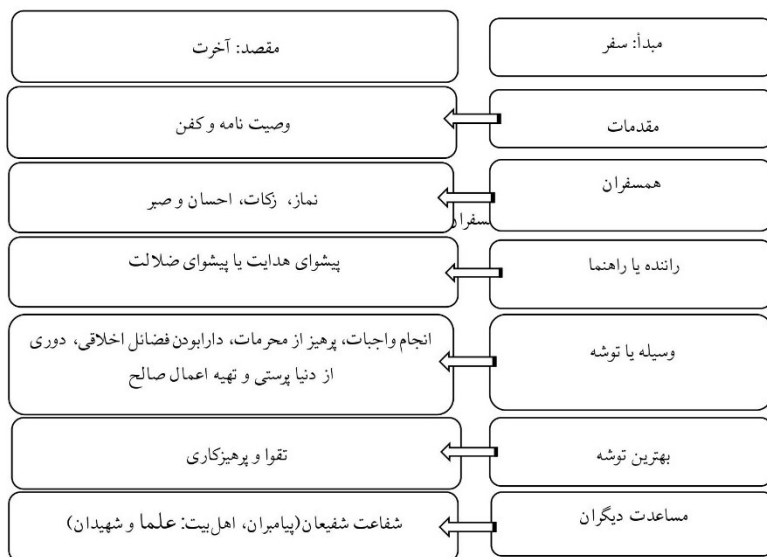 مبدأ: سفر
مقصد: آخرت
مقدمات
وصیت نامه و کفن
همسفران
نماز، زکات، احسان و صبر
سفران
راننده یا راهنما
پیشوای هدایت یا پیشوای ضلالت
وسیله یا توشه
انجام واجبات، پرهیز از محرمات، دارابودن فضائل اخلاقی، دوری
از دنیا پرستی و تهیه اعمال صالح
بهترین توشه
تقوا و پرهیزکاری
مساعدت دیگران
شفاعت شفیعان(پیامبران، اهل‌بیت: علما و شهیدان)